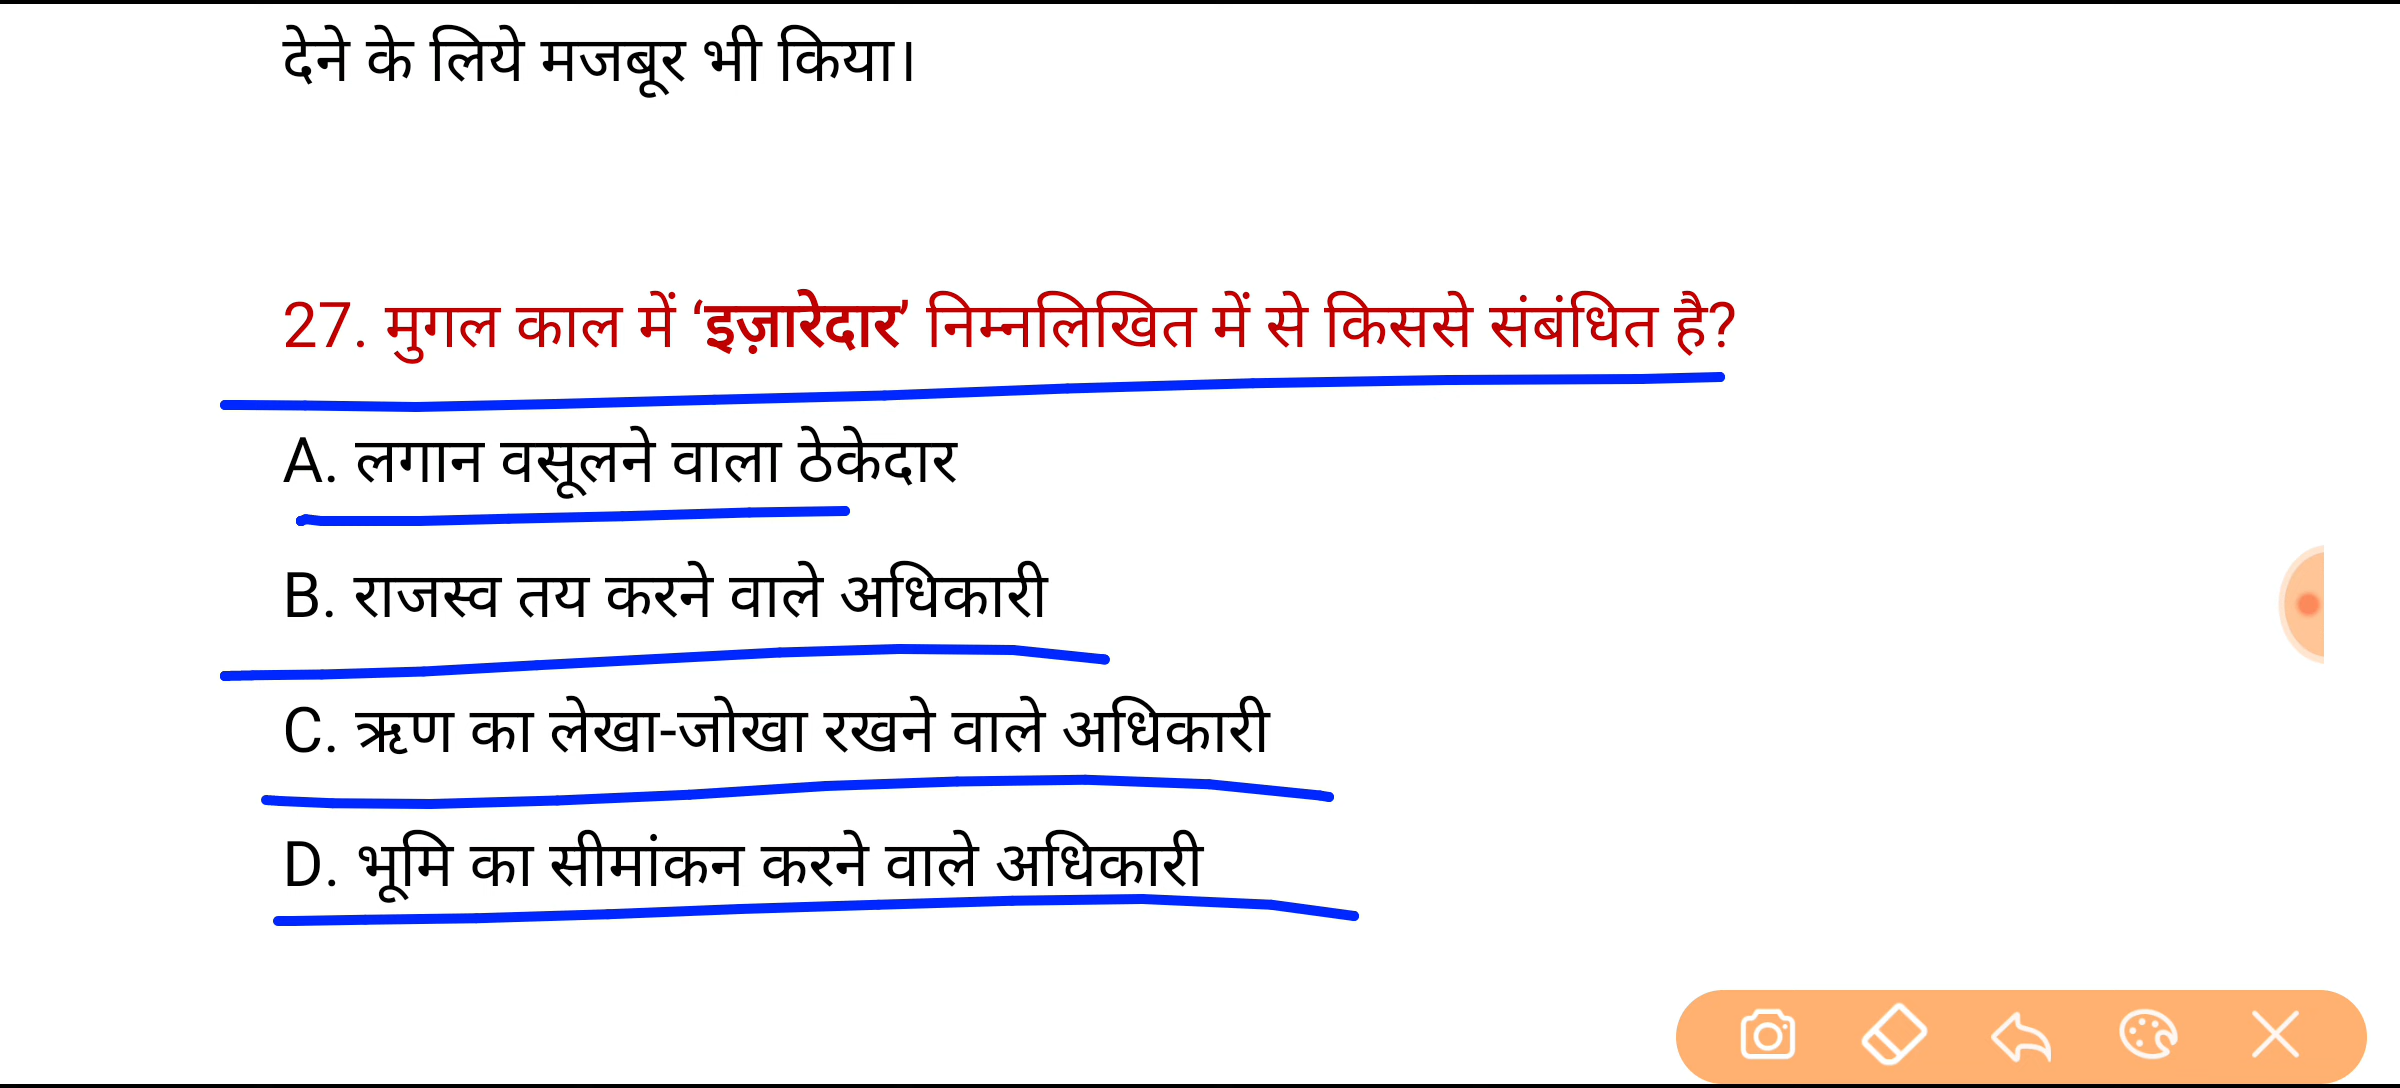 देने के लिये मजबूर भी किया।
27. मुगल काल में ‘इज़ारेदार’ निम्नलिखित में से किससे संबंधित है?
A. लगान वसूलने वाला ठेकेदार
B. राजस्व तय करने वाले अधिकारी
C. ऋण का लेखा-जोखा रखने वाले अधिकारी
D. भूमि का सीमांकन करने वाले अधिकारी